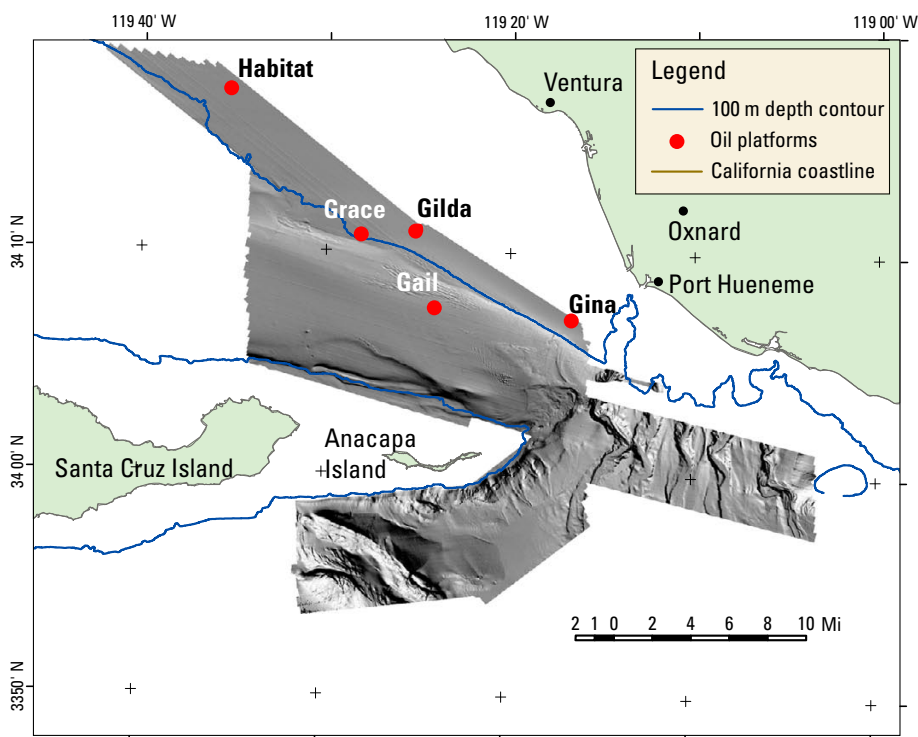 119 40' W
119 20' W
119 00' W
Habitat
Legend
Ventura
100 m depth contour
Oil platforms
California coastline
Grace
Gilda
Oxnard
34 10' N
Gail
Port Hueneme
Gina
Anacapa
Island
Santa Cruz Island
34 00' N
2 1 0 2 4 6 8 10 Mi
33 50' N